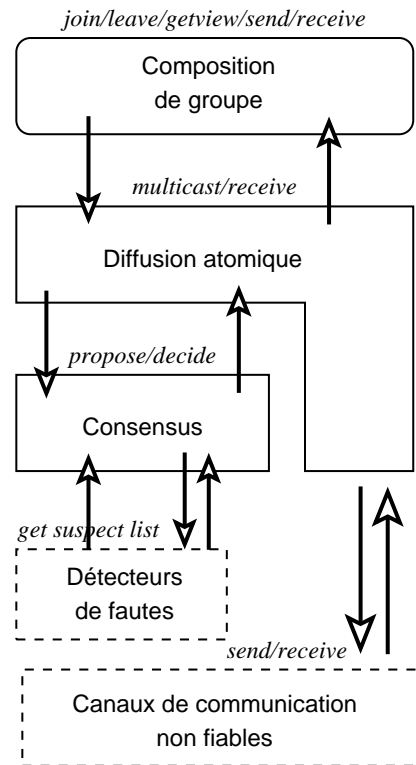 join/leave/getview/send/receive
Composition
de groupe
multicast/receive
Diffusion atomique
propose/decide
Consensus
get suspect list
Détecteurs
de fautes
send/receive
Canaux de communication
non fiables